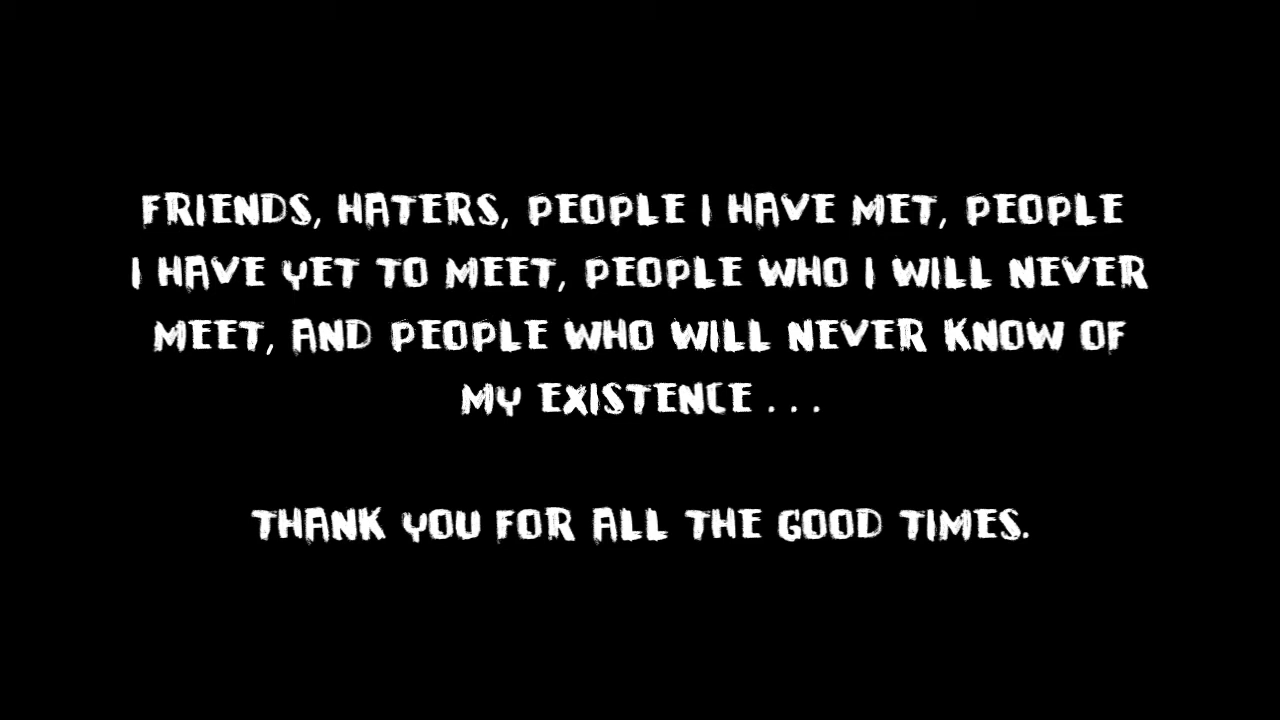 FRIENDS, HATERS, PEOPLE I HAVE MET, PEOPLE
I HAVE YET TO MEET, PEOPLE WHO I WILL NEVER
MEET, AND PEOPLE WHO WILL NEVER KNOW OF
MY EXISTENCE . . .
THANK YOU FOR ALL THE GOOD TIMES.